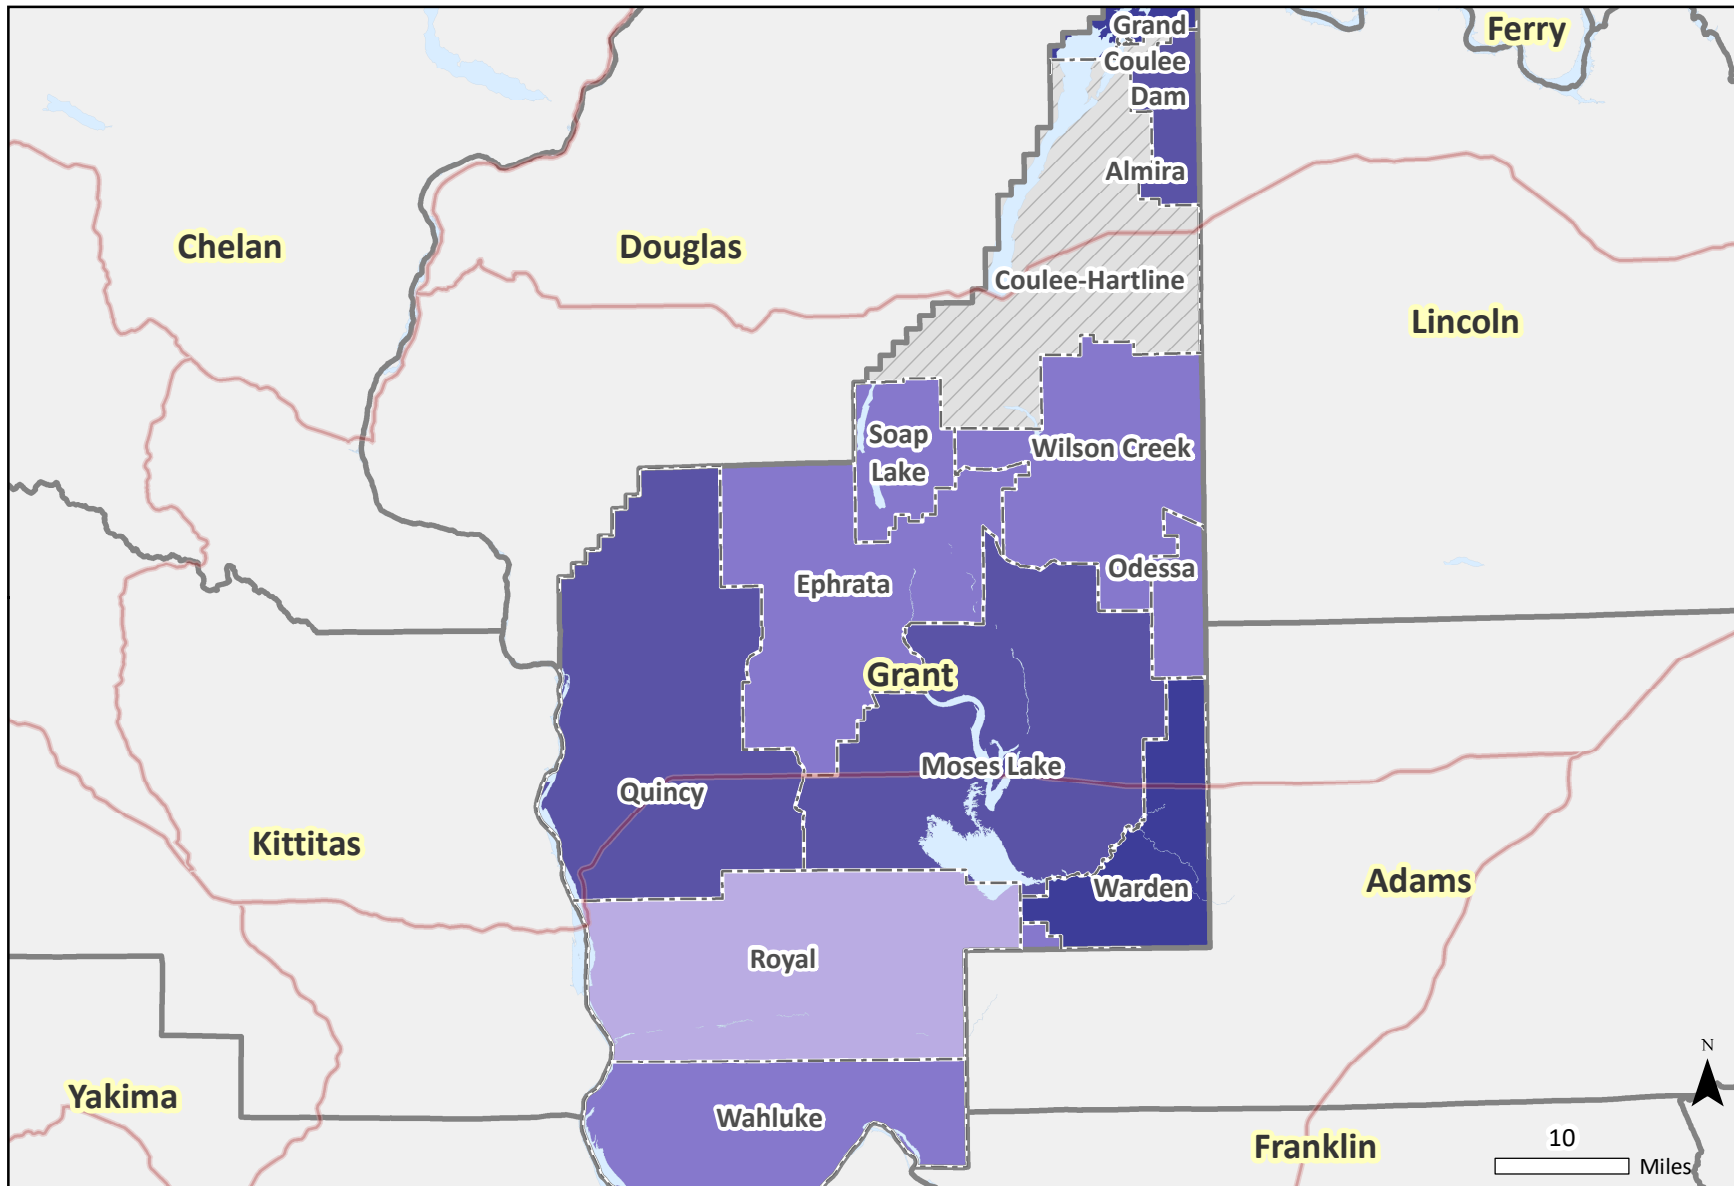 Grand
Ferry
Coulee
Dam
Almira
Chelan
Douglas
Coulee-Hartline
Lincoln
Soap
Lake
Wilson Creek
Ephrata
Odessa
Grant
Moses Lake
Quincy
Kittitas
Warden
Adams
Royal
N
Yakima
Wahluke
Franklin
10
Miles